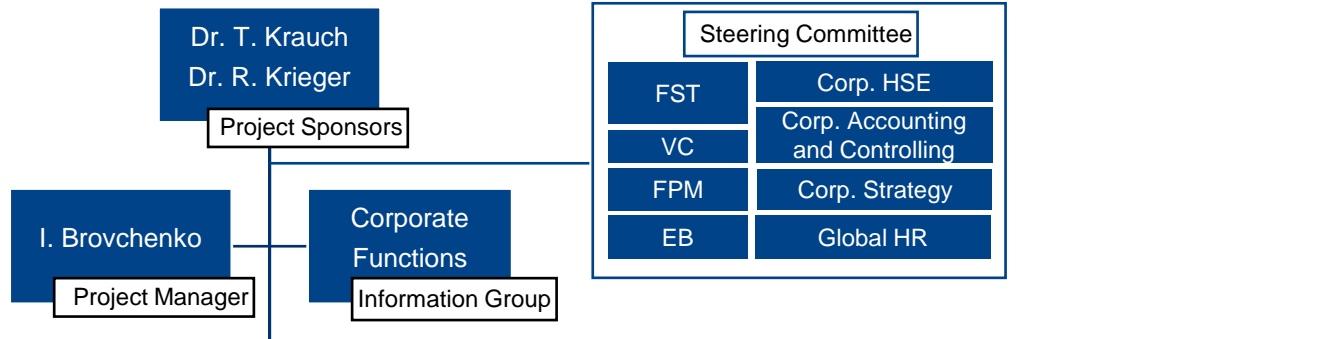 Dr. T. Krauch
Dr. R. Krieger
Project Sponsors
Steering Committee
FST
Corp. HSE
VC
Corp. Accounting
and Controlling
FPM
Corp. Strategy
EB
Global HR
I. Brovchenko
Project Manager
Corporate
Functions
Information Group